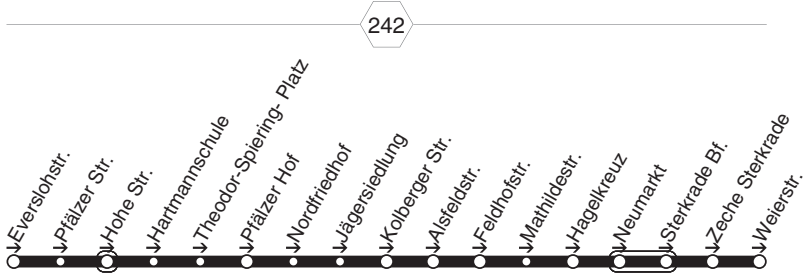 242
Everslohstr.
Pfälzer Str.
Hohe Str.
Hartmannschule
Theodor-Spiering- Platz
Pfälzer Hof
Nordfriedhof
Jägersiedlung
Kolberger Str.
Alsfeldstr.
Feldhofstr.
Mathildestr.
Hagelkreuz
Neumarkt
Sterkrade Bf.
Zeche Sterkrade
Weierstr.